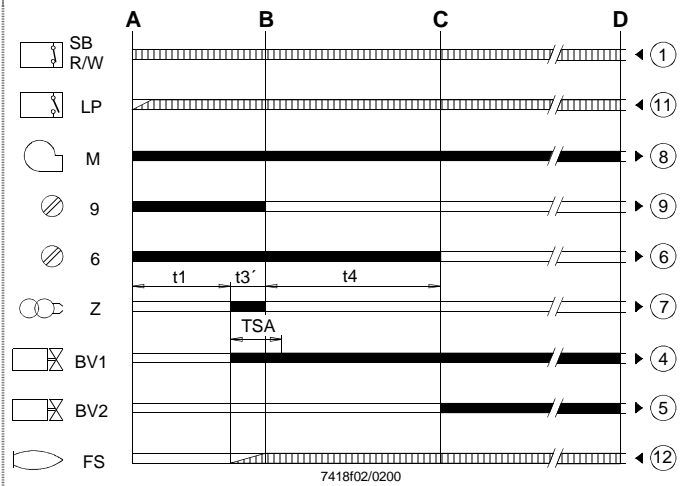 A B C D
SB
R/W 1
LP 11
M 8
9 9
6 6
t1 t3´ t4
Z 7
TSA
BV1 4
BV2 5
FS 12
7418f02/0200